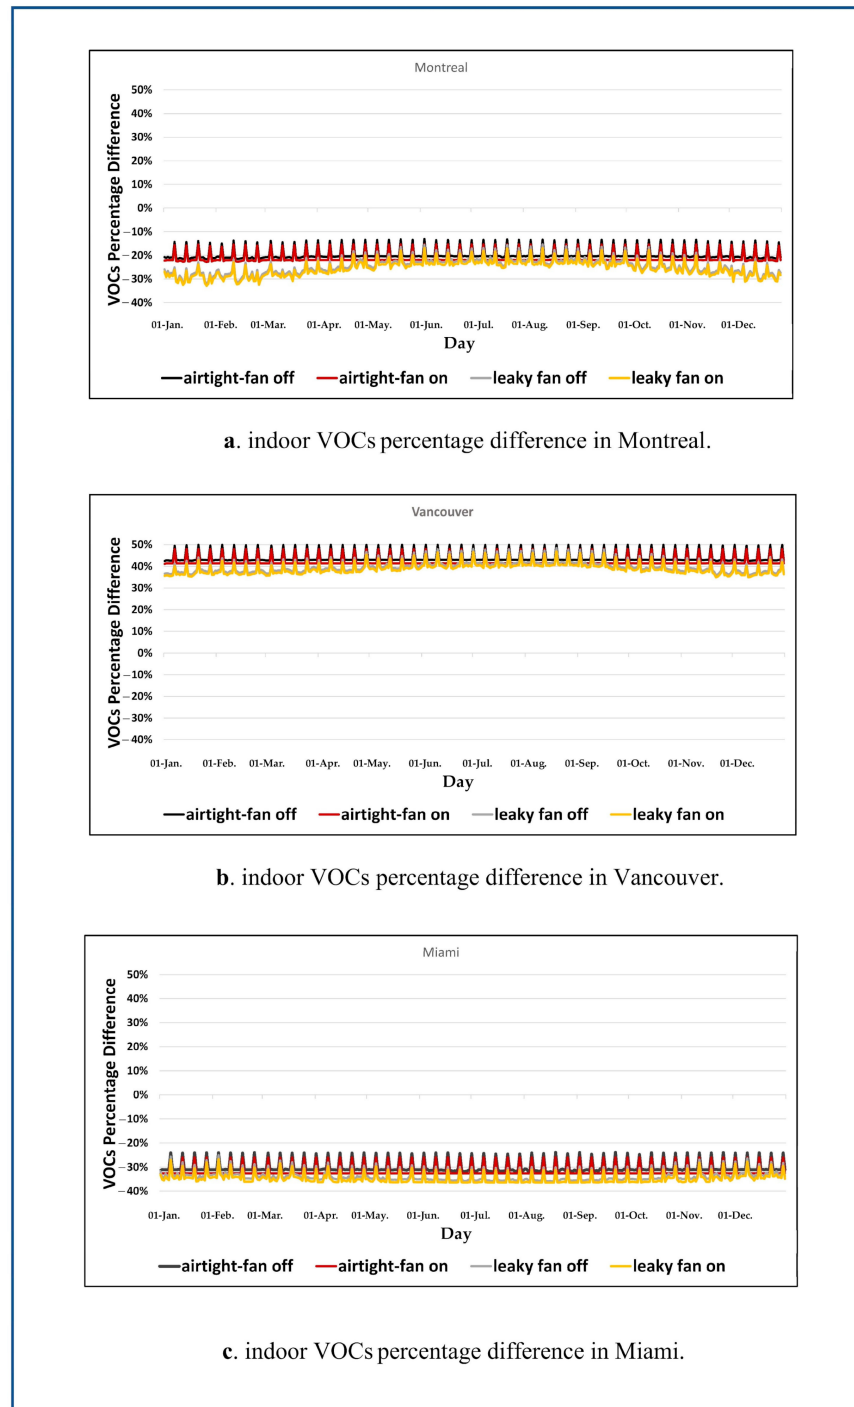 Montreal
VOCs Percentage Difference
50%
40%
30%
20%
10%
0%
−10%
−20%
−30%
−40%
01-Jan. 01-Feb. 01-Mar. 01-Apr. 01-May. 01-Jun. 01-Jul. 01-Aug. 01-Sep. 01-Oct. 01-Nov. 01-Dec.
Day
airtight-fan off airtight-fan on leaky fan off leaky fan on
a. indoor VOCs percentage difference in Montreal.
Vancouver
VOCs Percentage Difference
50%
40%
30%
20%
10%
0%
−10%
−20%
−30%
−40%
01-Jan. 01-Feb. 01-Mar. 01-Apr. 01-May. 01-Jun. 01-Jul. 01-Aug. 01-Sep. 01-Oct. 01-Nov. 01-Dec.
Day
airtight-fan off airtight-fan on leaky fan off leaky fan on
b. indoor VOCs percentage difference in Vancouver.
Miami
VOCs Percentage Difference
50%
40%
30%
20%
10%
0%
−10%
−20%
−30%
−40%
01-Jan. 01-Feb. 01-Mar. 01-Apr. 01-May. 01-Jun. 01-Jul. 01-Aug. 01-Sep. 01-Oct. 01-Nov. 01-Dec.
Day
airtight-fan off airtight-fan on leaky fan off leaky fan on
c. indoor VOCs percentage difference in Miami.